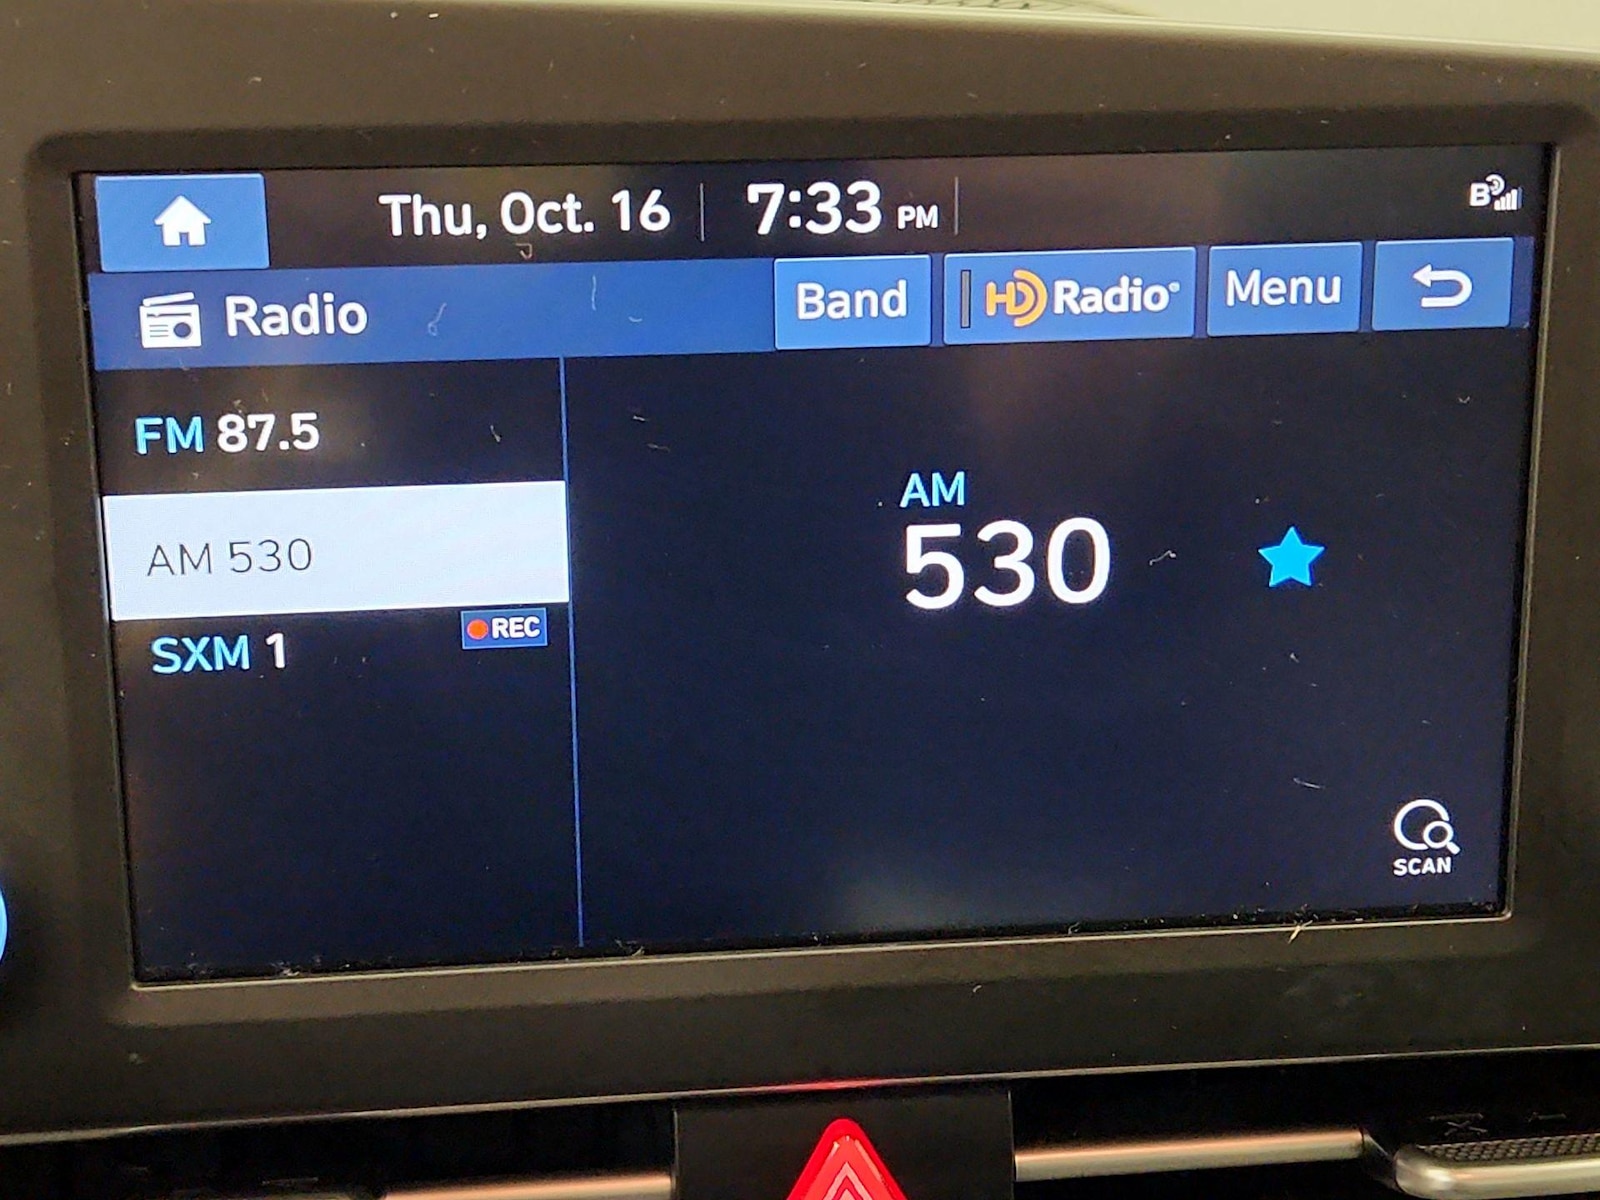 Thu, Oct. 16 7:33 PM
B
Radio Band HD Radio® Menu
FM 87.5
AM 530
SXM 1 REC
AM
530
SCAN